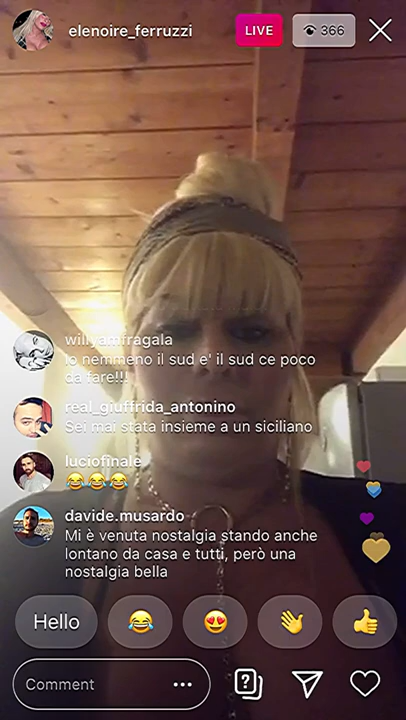 elenoire_ferruzzi
LIVE
366
willyamfragala
Io nemmeno il sud e' il sud ce poco
da fare!!!
real_giuffrida_antonino
Sei mai stata insieme a un siciliano
luciofinale
😂😂😂
davide.musardo
Mi è venuta nostalgia stando anche
lontano da casa e tutti, però una
nostalgia bella
Hello
Comment